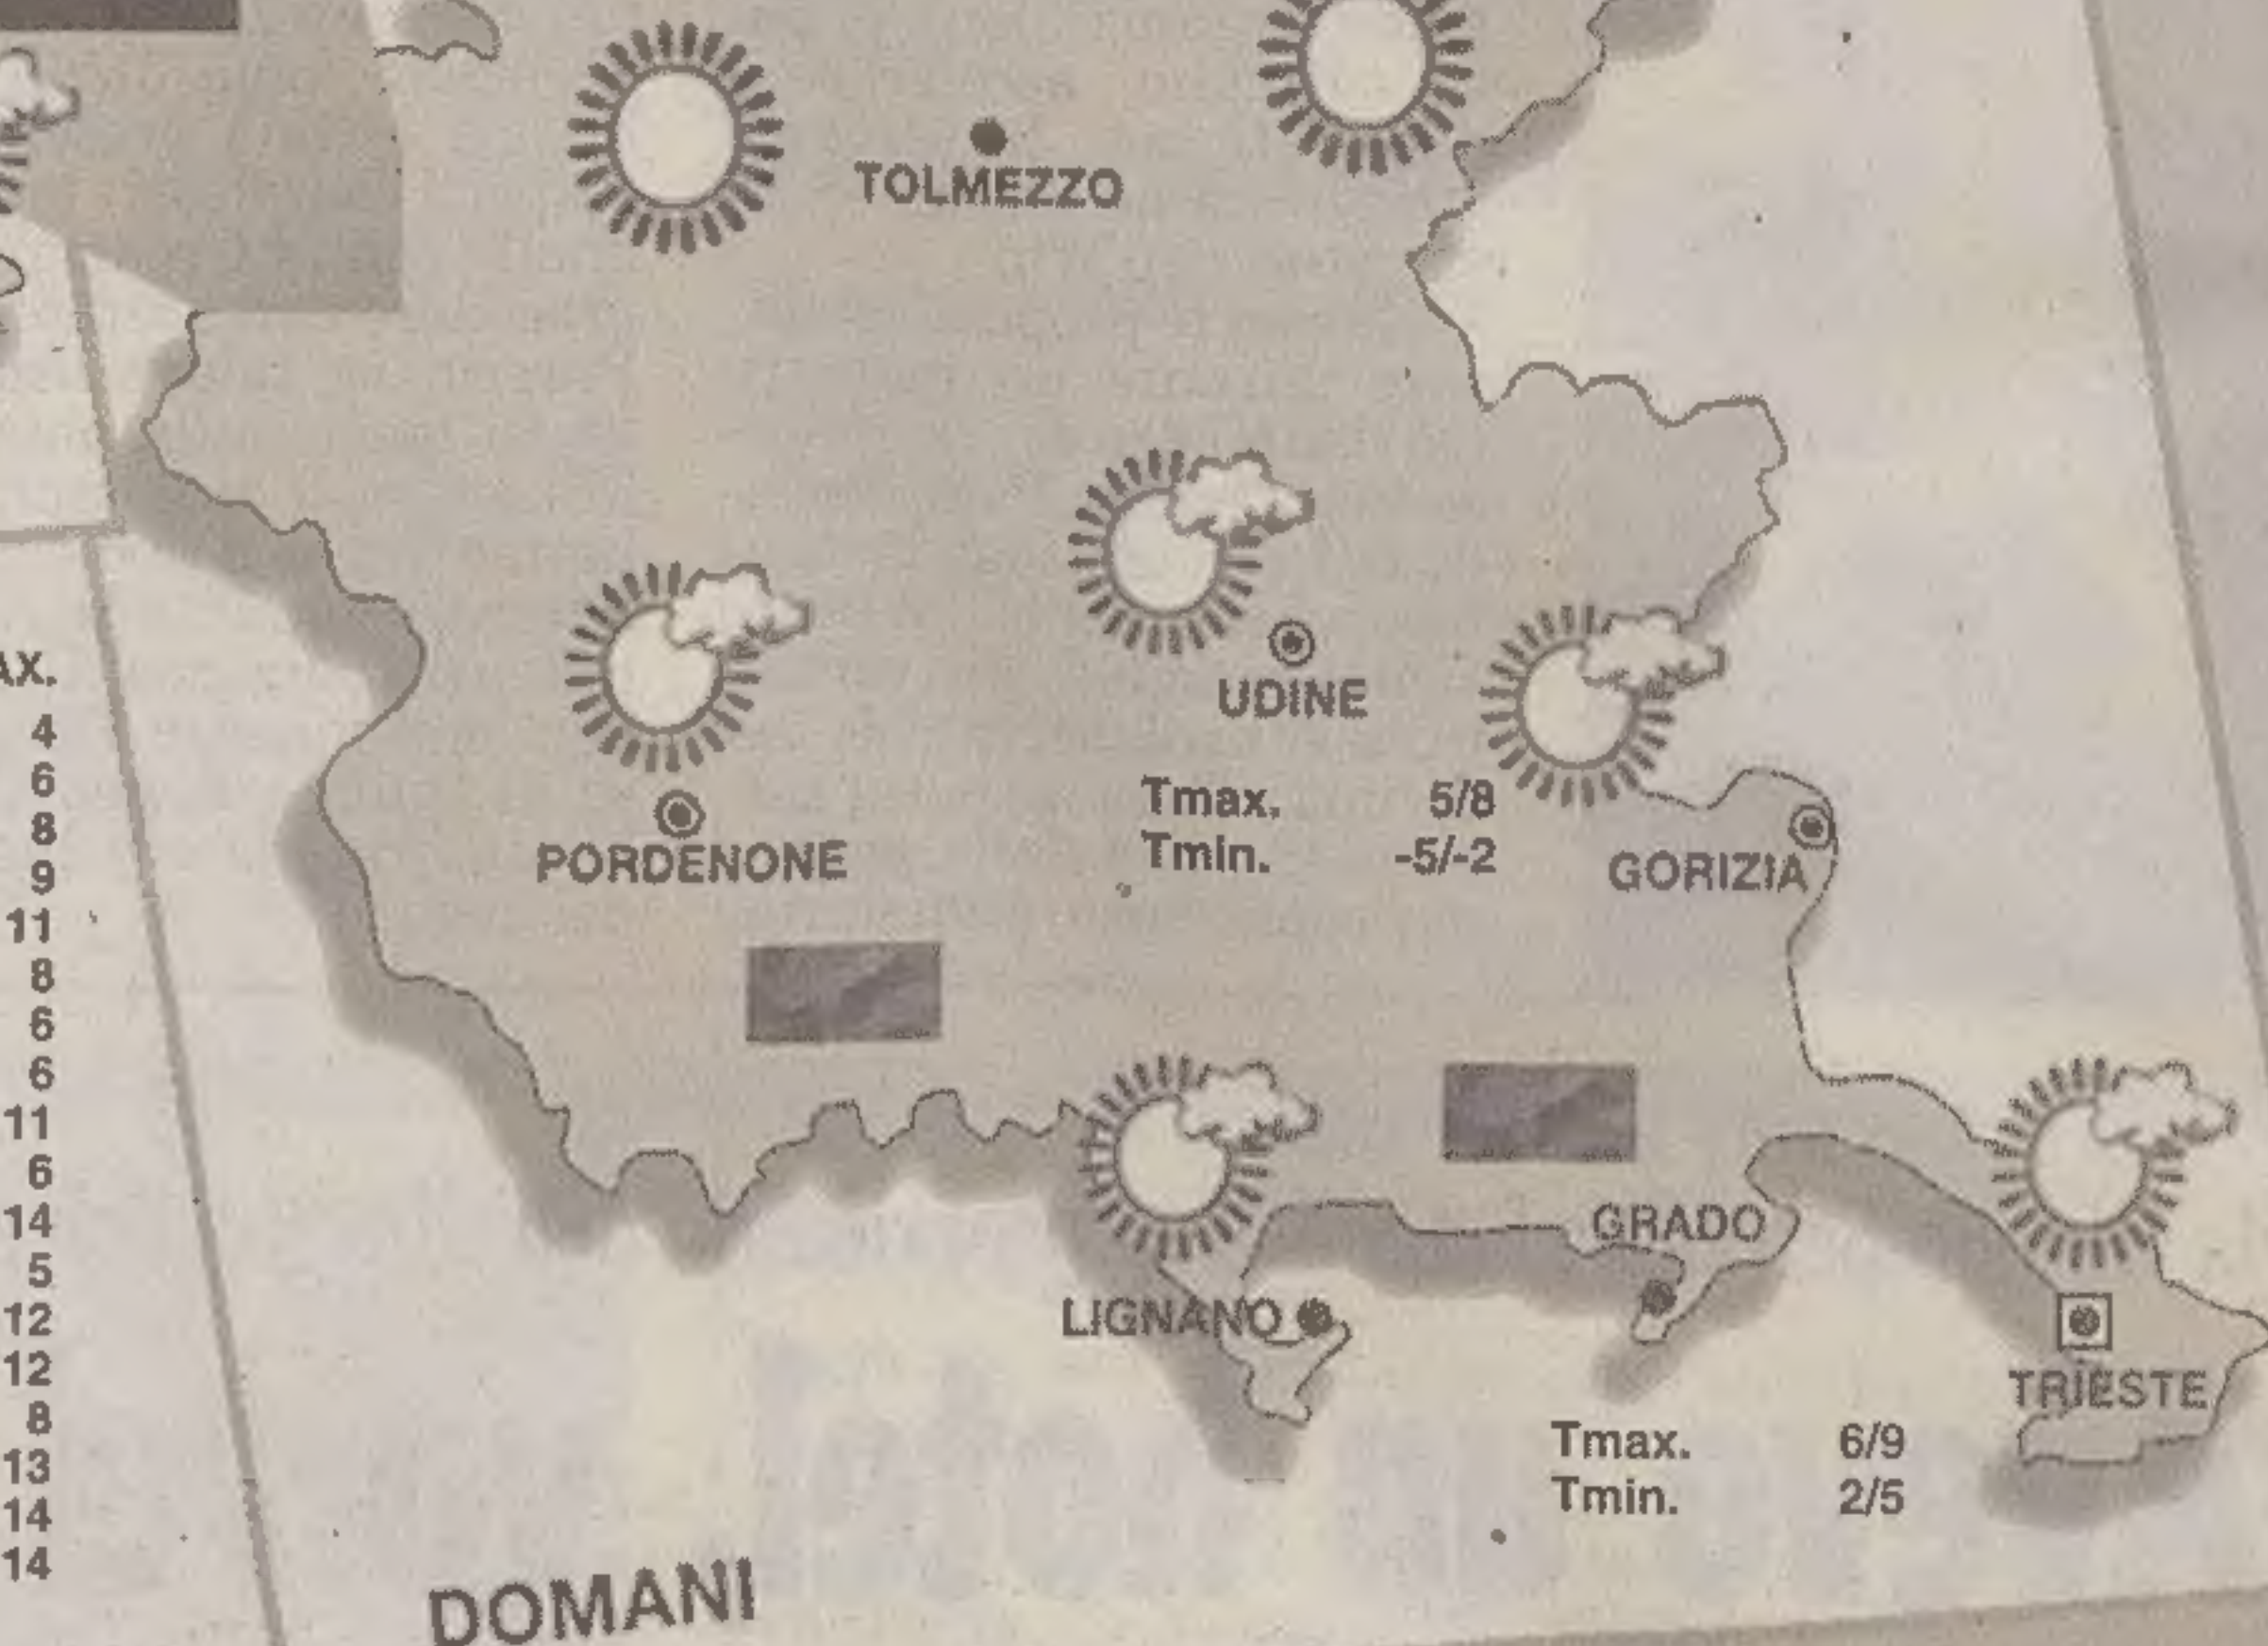 TOLMEZZO
UDINE
Tmax. 5/8
Tmin. -5/-2
PORDENONE
GORIZIA
GRADO
LIGNANO
TRIESTE
Tmax. 6/9
Tmin. 2/5
DOMANI
AX.
4
6
8
9
11
8
6
6
11
6
14
5
12
12
8
13
14
14